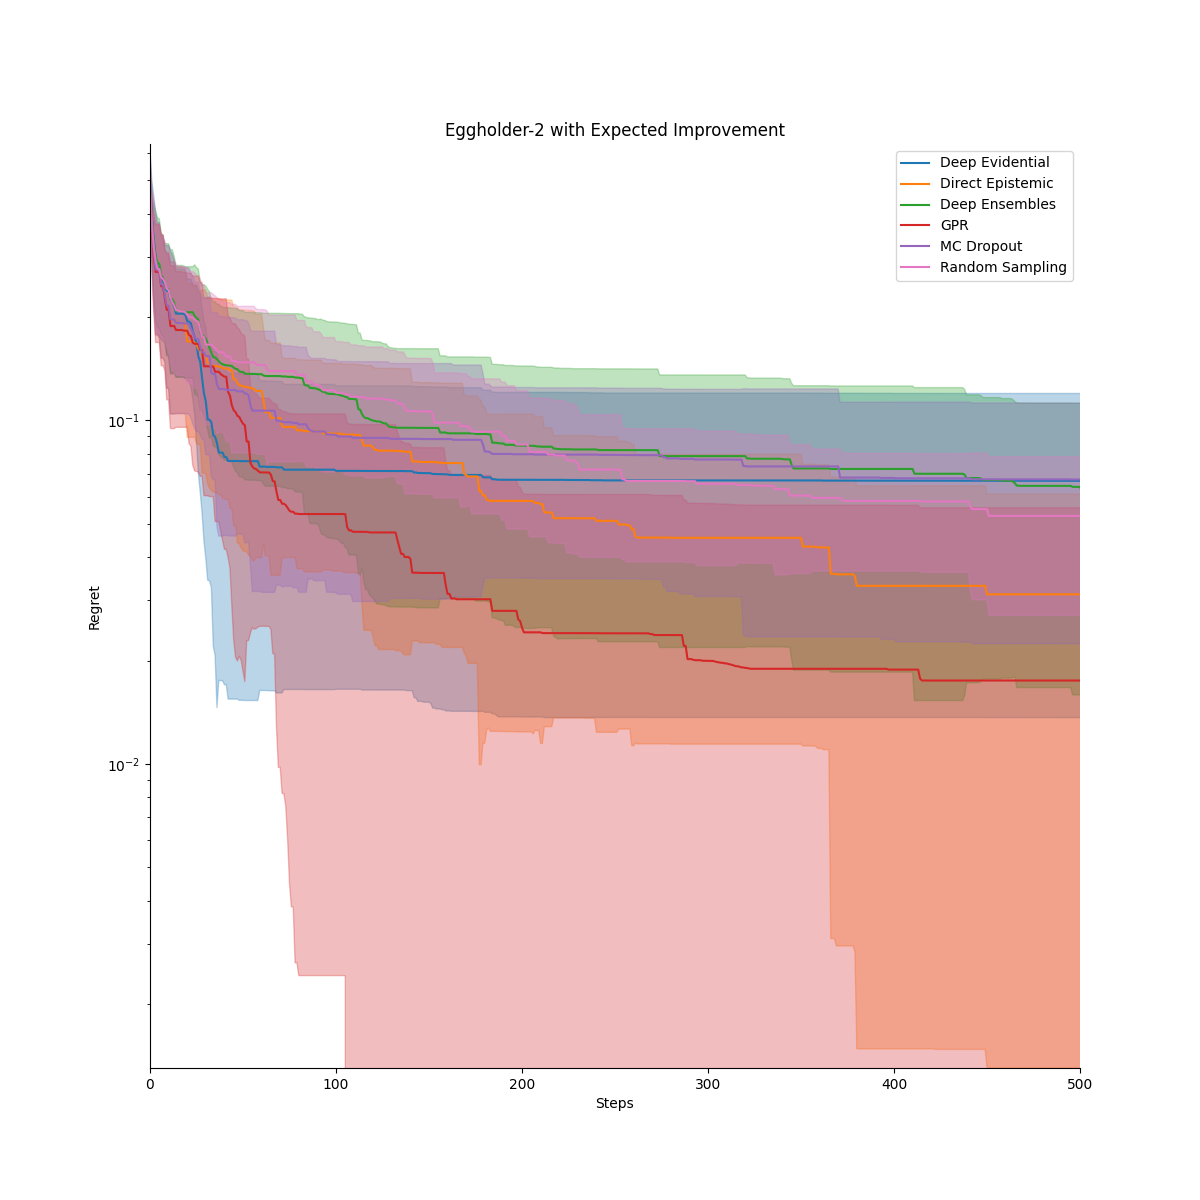 Eggholder-2 with Expected Improvement
Deep Evidential
Direct Epistemic
Deep Ensembles
GPR
MC Dropout
Random Sampling
Regret
10⁻¹
10⁻²
0 100 200 300 400 500
Steps